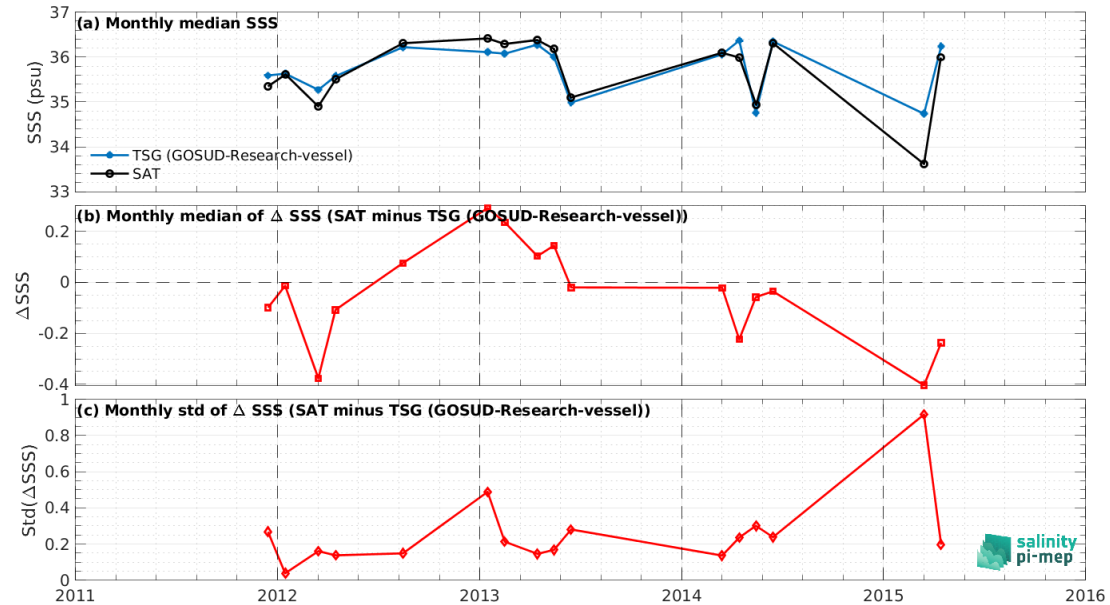 (a) Monthly median SSS
37
36
35
34
33
SSS (psu)
TSG (GOSUD-Research-vessel)
SAT
(b) Monthly median of Δ SSS (SAT minus TSG (GOSUD-Research-vessel))
0.2
0
-0.2
-0.4
ΔSSS
(c) Monthly std of Δ SSS (SAT minus TSG (GOSUD-Research-vessel))
1
0.8
0.6
0.4
0.2
0
Std(ΔSSS)
salinity
pi-mep
2011 2012 2013 2014 2015 2016